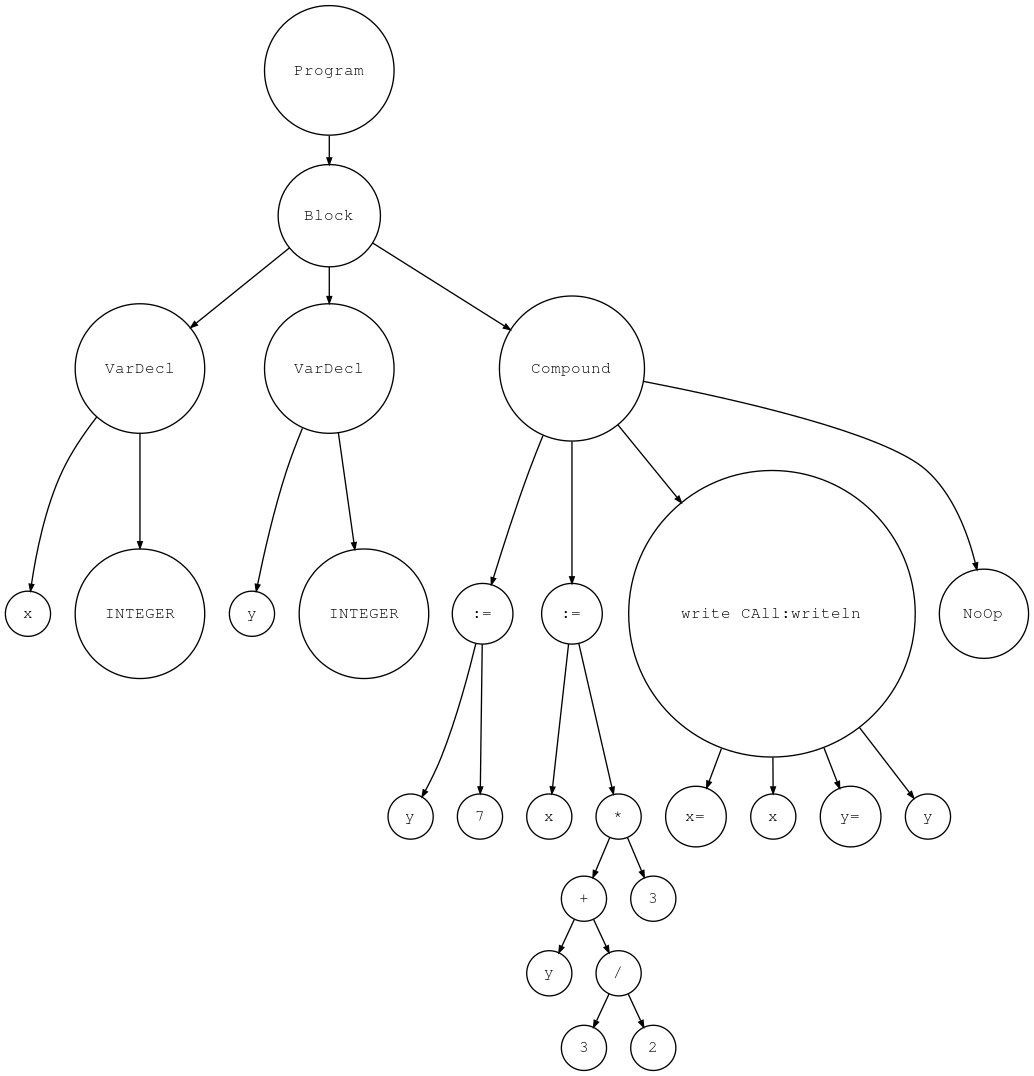 Program
Block
VarDecl
VarDecl
Compound
x
INTEGER
y
INTEGER
:=
:=
write CAll:writeln
NoOp
y
7
x
*
x=
x
y=
y
+
3
y
/
3
2